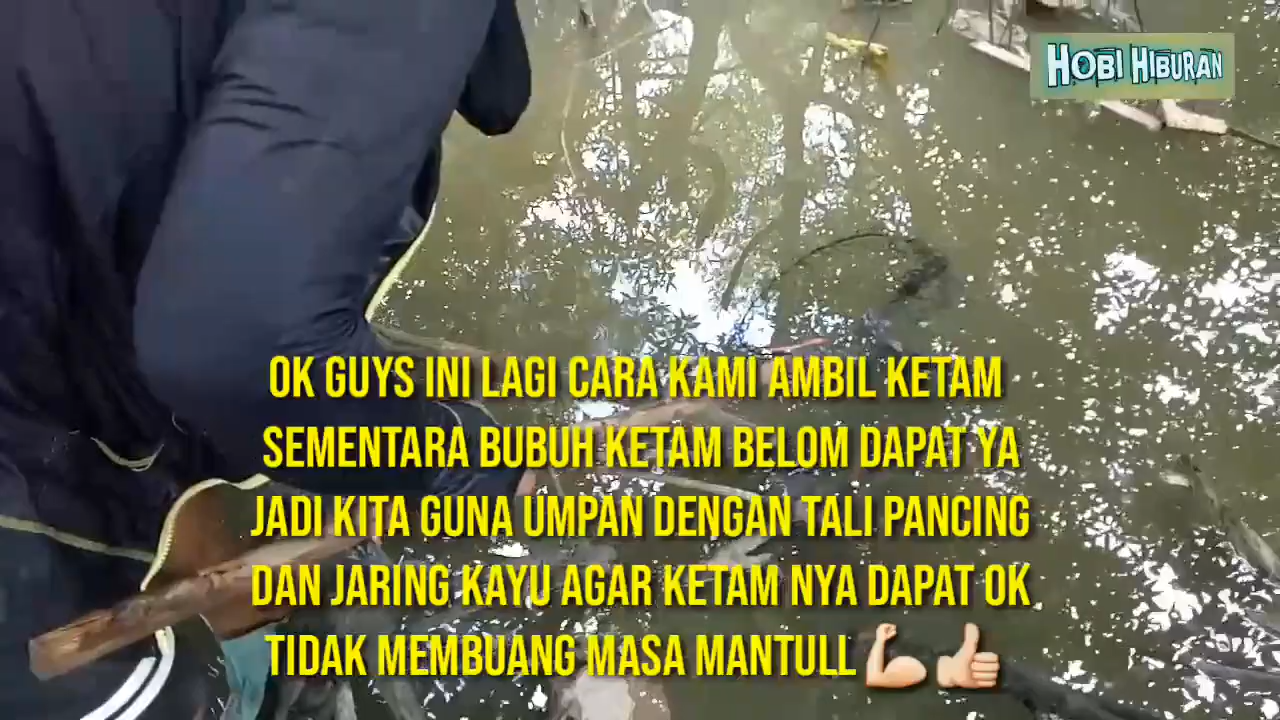 HOBI HIBURAN
OK GUYS INI LAGI CARA KAMI AMBIL KETAM
SEMENTARA BUBUH KETAM BELOM DAPAT YA
JADI KITA GUNA UMPAN DENGAN TALI PANCING
DAN JARING KAYU AGAR KETAM NYA DAPAT OK
TIDAK MEMBUANG MASA MANTULL💪👍